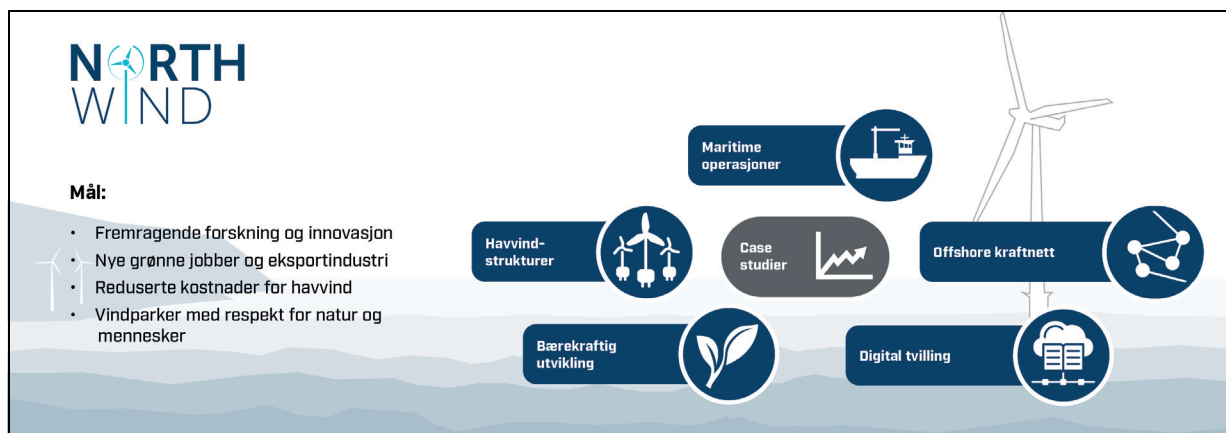 NORTH
WIND
Mål:
• Fremragende forskning og innovasjon
• Nye grønne jobber og eksportindustri
• Reduserte kostnader for havvind
• Vindparker med respekt for natur og
mennesker
Maritime
operasjoner
Havvind-
strukturer
Case
studier
Offshore kraftnett
Bærekraftig
utvikling
Digital tvilling